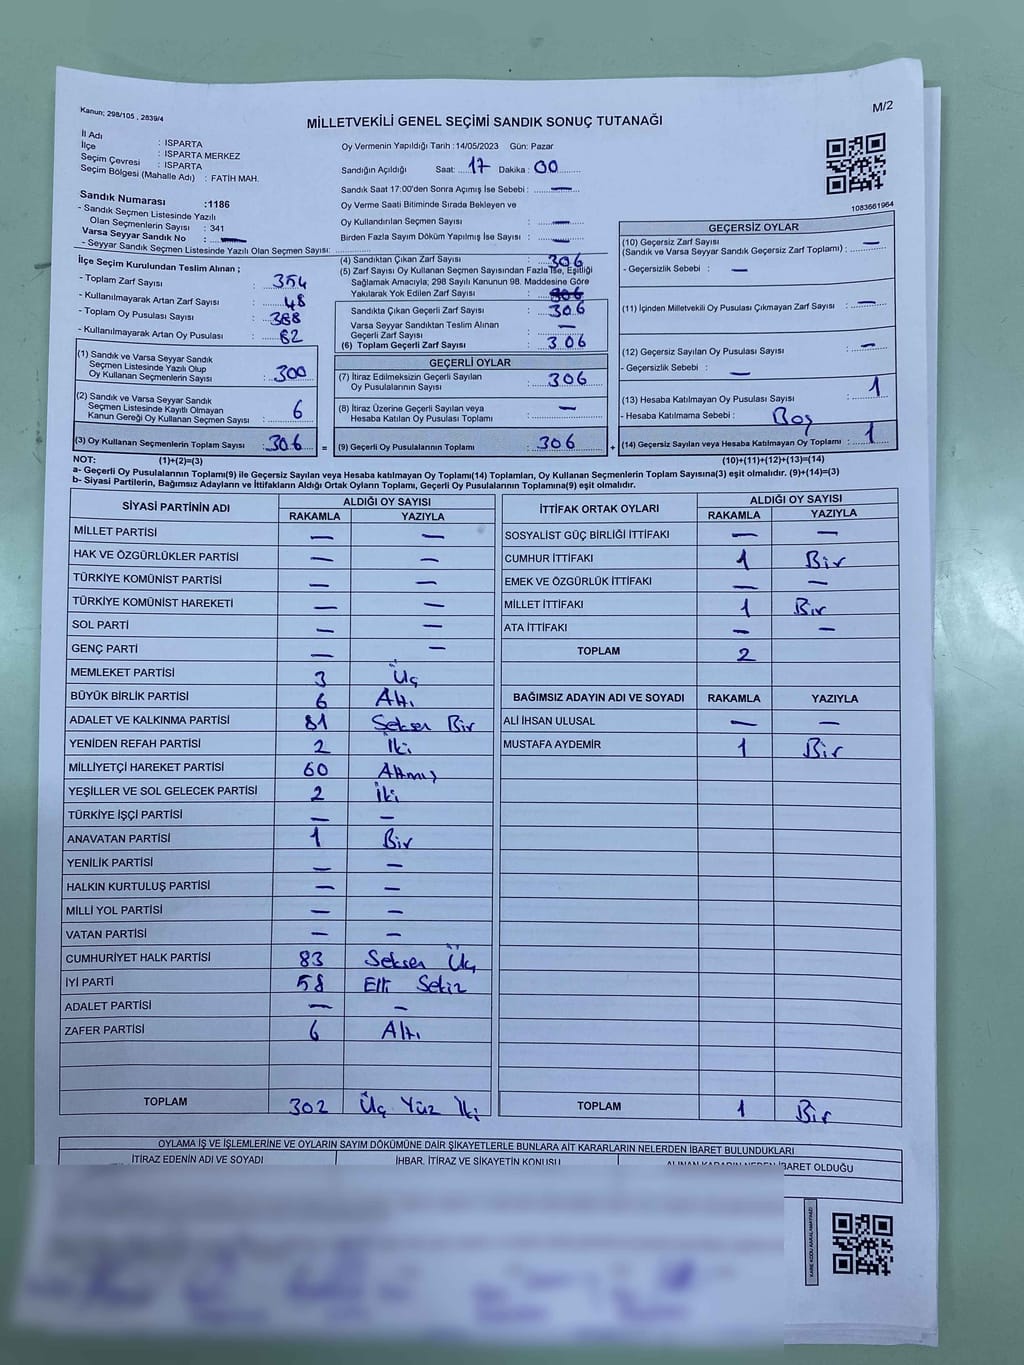 Kanun; 298/105 , 2839/4
M/2
MİLLETVEKİLİ GENEL SEÇİMİ SANDIK SONUÇ TUTANAĞI
İl Adı : ISPARTA
İlçe : ISPARTA MERKEZ
Seçim Çevresi : ISPARTA
Seçim Bölgesi (Mahalle Adı) : FATİH MAH.
Sandık Numarası :1186
- Sandık Seçmen Listesinde Yazılı
Olan Seçmenlerin Sayısı : 341
Varsa Seyyar Sandık No : —
- Seyyar Sandık Seçmen Listesinde Yazılı Olan Seçmen Sayısı:
Oy Vermenin Yapıldığı Tarih :14/05/2023 Gün: Pazar
Sandığın Açıldığı Saat: 17 Dakika : 00
Sandık Saat 17:00'den Sonra Açımış İse Sebebi : —
Oy Verme Saati Bitiminde Sırada Bekleyen ve
Oy Kullandırılan Seçmen Sayısı : —
Birden Fazla Sayım Döküm Yapılmış İse Sayısı : —
1083661964
İlçe Seçim Kurulundan Teslim Alınan ;
- Toplam Zarf Sayısı : 354
- Kullanılmayarak Artan Zarf Sayısı : 48
- Toplam Oy Pusulası Sayısı : 388
- Kullanılmayarak Artan Oy Pusulası : 82
(1) Sandık ve Varsa Seyyar Sandık
Seçmen Listesinde Yazılı Olup
Oy Kullanan Seçmenlerin Sayısı : 300
(2) Sandık ve Varsa Seyyar Sandık
Seçmen Listesinde Kayıtlı Olmayan
Kanun Gereği Oy Kullanan Seçmen Sayısı : 6
(3) Oy Kullanan Seçmenlerin Toplam Sayısı : 306 =
(4) Sandıktan Çıkan Zarf Sayısı : 306
(5) Zarf Sayısı Oy Kullanan Seçmen Sayısından Fazla İse, Eşitliği
Sağlamak Amacıyla; 298 Sayılı Kanunun 98. Maddesine Göre
Yakılarak Yok Edilen Zarf Sayısı : 306
Sandıkta Çıkan Geçerli Zarf Sayısı : 306
Varsa Seyyar Sandıktan Teslim Alınan
Geçerli Zarf Sayısı : —
(6) Toplam Geçerli Zarf Sayısı : 306
GEÇERLİ OYLAR
(7) İtiraz Edilmeksizin Geçerli Sayılan
Oy Pusulalarının Sayısı : 306
(8) İtiraz Üzerine Geçerli Sayılan veya
Hesaba Katılan Oy Pusulası Toplamı : —
(9) Geçerli Oy Pusulalarının Toplamı : 306 +
GEÇERSİZ OYLAR
(10) Geçersiz Zarf Sayısı
(Sandık ve Varsa Seyyar Sandık Geçersiz Zarf Toplamı) : —
- Geçersizlik Sebebi : —
(11) İçinden Milletvekili Oy Pusulası Çıkmayan Zarf Sayısı : —
(12) Geçersiz Sayılan Oy Pusulası Sayısı : —
- Geçersizlik Sebebi : —
(13) Hesaba Katılmayan Oy Pusulası Sayısı : 1
- Hesaba Katılmama Sebebi : Boş
(14) Geçersiz Sayılan veya Hesaba Katılmayan Oy Toplamı : 1
NOT: (1)+(2)=(3) (10)+(11)+(12)+(13)=(14)
a- Geçerli Oy Pusulalarının Toplamı(9) ile Geçersiz Sayılan veya Hesaba katılmayan Oy Toplamı(14) Toplamları, Oy Kullanan Seçmenlerin Toplam Sayısına(3) eşit olmalıdır. (9)+(14)=(3)
b- Siyasi Partilerin, Bağımsız Adayların ve İttifakların Aldığı Ortak Oyların Toplamı, Geçerli Oy Pusulalarının Toplamına(9) eşit olmalıdır.
SİYASİ PARTİNİN ADI ALDIĞI OY SAYISI
RAKAMLA YAZIYLA
MİLLET PARTİSİ — —
HAK VE ÖZGÜRLÜKLER PARTİSİ — —
TÜRKİYE KOMÜNİST PARTİSİ — —
TÜRKİYE KOMÜNİST HAREKETİ — —
SOL PARTİ — —
GENÇ PARTİ — —
MEMLEKET PARTİSİ 3 Üç
BÜYÜK BİRLİK PARTİSİ 6 Altı
ADALET VE KALKINMA PARTİSİ 81 Seksen Bir
YENİDEN REFAH PARTİSİ 2 İki
MİLLİYETÇİ HAREKET PARTİSİ 60 Altmış
YEŞİLLER VE SOL GELECEK PARTİSİ 2 İki
TÜRKİYE İŞÇİ PARTİSİ — —
ANAVATAN PARTİSİ 1 Bir
YENİLİK PARTİSİ — —
HALKIN KURTULUŞ PARTİSİ — —
MİLLİ YOL PARTİSİ — —
VATAN PARTİSİ — —
CUMHURİYET HALK PARTİSİ 83 Seksen Üç
İYİ PARTİ 58 Elli Sekiz
ADALET PARTİSİ — —
ZAFER PARTİSİ 6 Altı
TOPLAM 302 Üç Yüz İki
İTTİFAK ORTAK OYLARI ALDIĞI OY SAYISI
RAKAMLA YAZIYLA
SOSYALİST GÜÇ BİRLİĞİ İTTİFAKI — —
CUMHUR İTTİFAKI 1 Bir
EMEK VE ÖZGÜRLÜK İTTİFAKI — —
MİLLET İTTİFAKI 1 Bir
ATA İTTİFAKI — —
TOPLAM 2
BAĞIMSIZ ADAYIN ADI VE SOYADI RAKAMLA YAZIYLA
ALİ İHSAN ULUSAL — —
MUSTAFA AYDEMİR 1 Bir
TOPLAM 1 Bir
OYLAMA İŞ VE İŞLEMLERİNE VE OYLARIN SAYIM DÖKÜMÜNE DAİR ŞİKAYETLERLE BUNLARA AİT KARARLARIN NELERDEN İBARET BULUNDUKLARI
İTİRAZ EDENİN ADI VE SOYADI İHBAR, İTİRAZ VE ŞİKAYETİN KONUSU ALINAN KARARIN NEDEN İBARET OLDUĞU